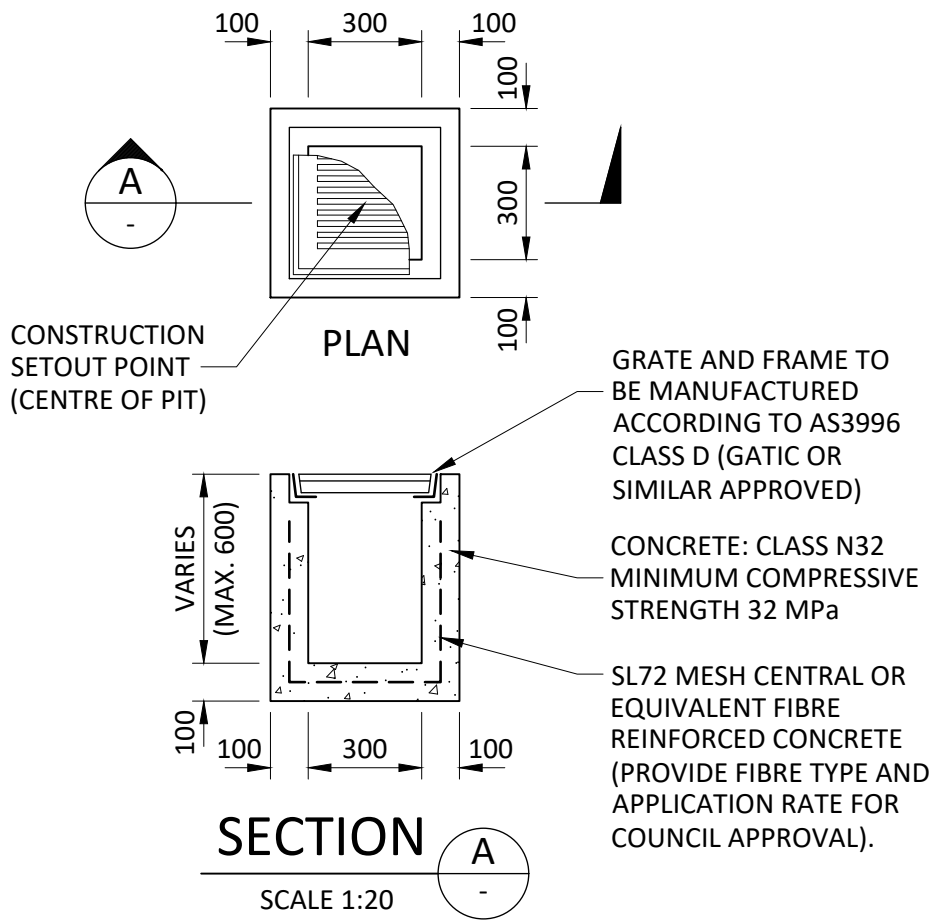 100
300
100
100
300
100
A
-
CONSTRUCTION
SETOUT POINT
(CENTRE OF PIT)
PLAN
GRATE AND FRAME TO
BE MANUFACTURED
ACCORDING TO AS3996
CLASS D (GATIC OR
SIMILAR APPROVED)
CONCRETE: CLASS N32
MINIMUM COMPRESSIVE
STRENGTH 32 MPa
SL72 MESH CENTRAL OR
EQUIVALENT FIBRE
REINFORCED CONCRETE
(PROVIDE FIBRE TYPE AND
APPLICATION RATE FOR
COUNCIL APPROVAL).
VARIES
(MAX. 600)
100
100
300
100
SECTION
A
-
SCALE 1:20